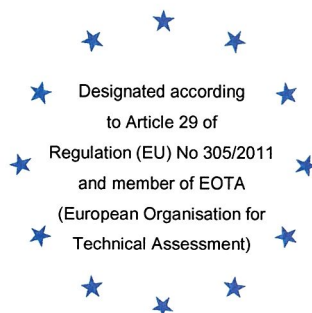 Designated according
to Article 29 of
Regulation (EU) No 305/2011
and member of EOTA
(European Organisation for
Technical Assessment)